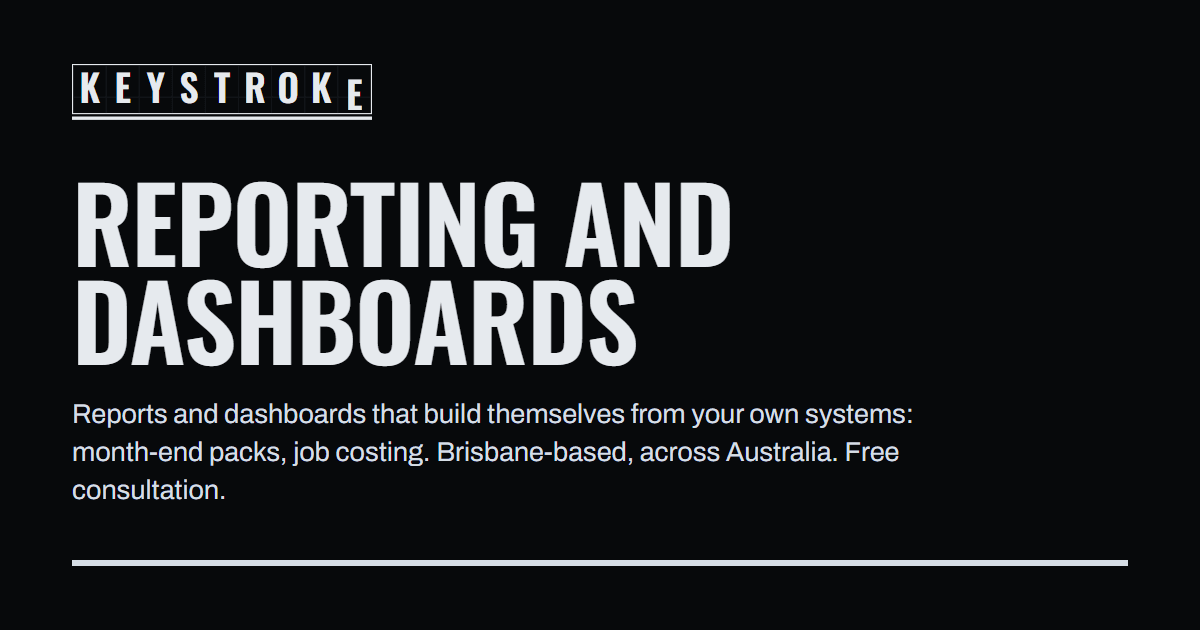 KEYSTROKE
REPORTING AND
DASHBOARDS
Reports and dashboards that build themselves from your own systems:
month-end packs, job costing. Brisbane-based, across Australia. Free
consultation.